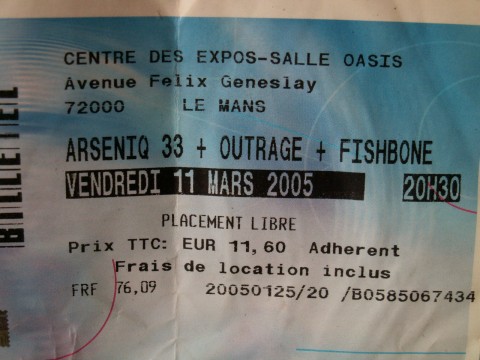 CENTRE DES EXPOS-SALLE OASIS
Avenue Felix Geneslay
72000 LE MANS
ARSENIQ 33 + OUTRAGE + FISHBONE
VENDREDI 11 MARS 2005 20H30
PLACEMENT LIBRE
Prix TTC: EUR 11,60 Adherent
Frais de location inclus
FRF 76,09 20050125/20 /B0585067434